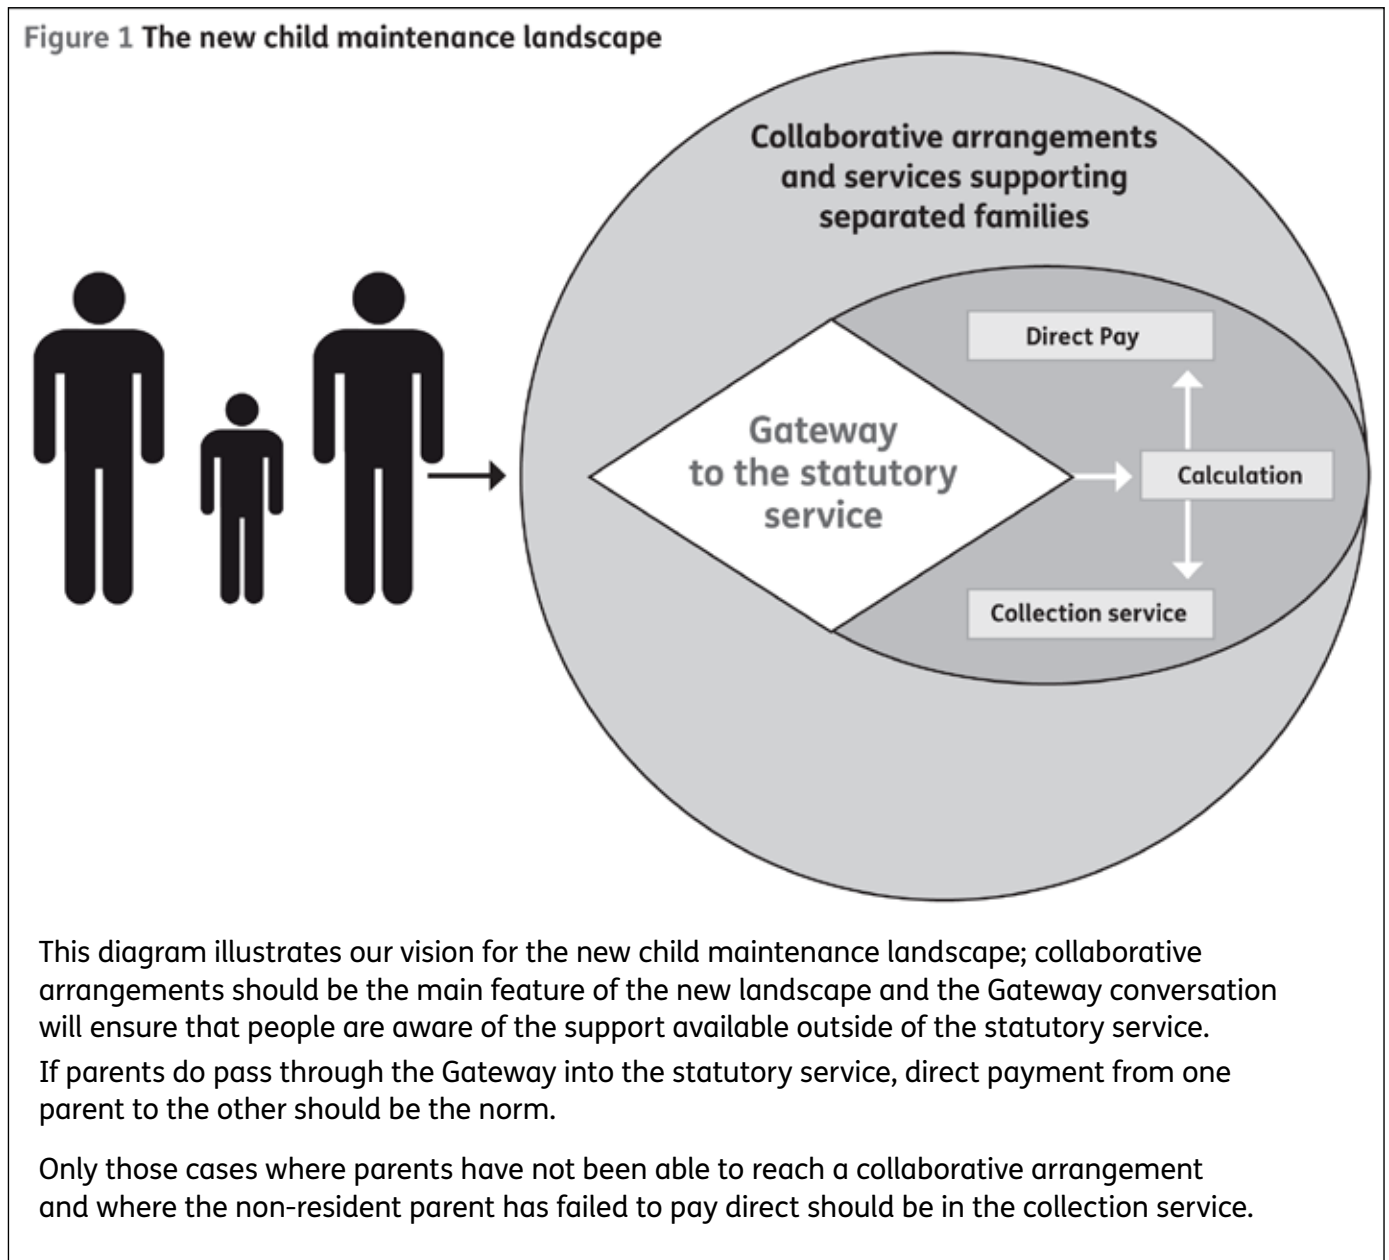 Figure 1 The new child maintenance landscape
Collaborative arrangements
and services supporting
separated families
Direct Pay
Gateway
to the statutory
service
Calculation
Collection service
This diagram illustrates our vision for the new child maintenance landscape; collaborative
arrangements should be the main feature of the new landscape and the Gateway conversation
will ensure that people are aware of the support available outside of the statutory service.
If parents do pass through the Gateway into the statutory service, direct payment from one
parent to the other should be the norm.
Only those cases where parents have not been able to reach a collaborative arrangement
and where the non-resident parent has failed to pay direct should be in the collection service.